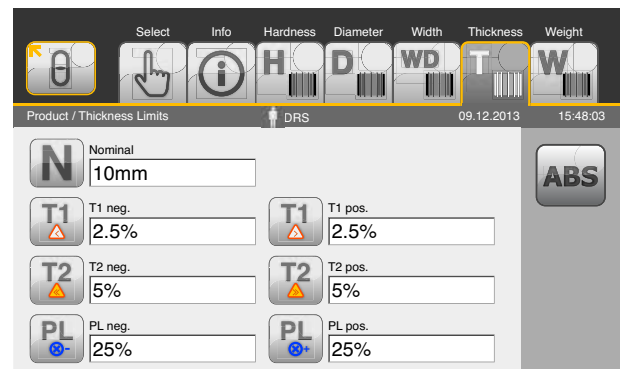 Select Info Hardness Diameter Width Thickness Weight
H D WD T W
Product / Thickness Limits DRS 09.12.2013 15:48:03
N Nominal
10mm
ABS
T1 T1 neg. T1 T1 pos.
2.5% 2.5%
T2 T2 neg. T2 T2 pos.
5% 5%
PL PL neg. PL PL pos.
25% 25%